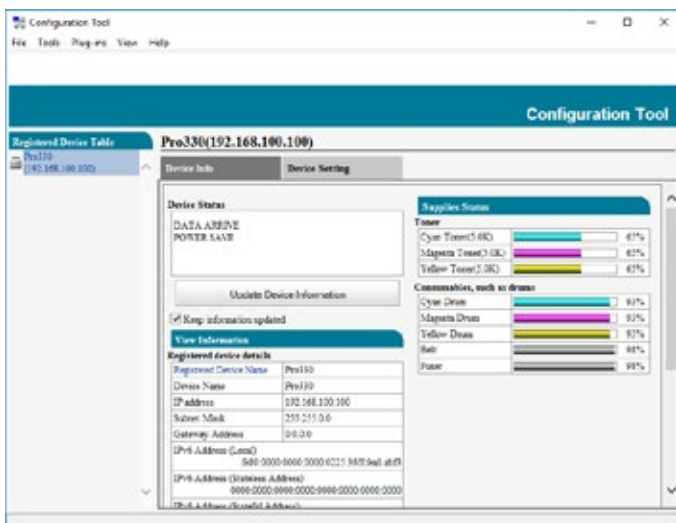 Configuration Tool
File Tools Plug-ins View Help
Configuration Tool
Registered Device Table
Pro330
(192.168.100.100)
Pro330(192.168.100.100)
Device Info
Device Setting
Device Status
DATA ARRIVE
POWER SAVE
Update Device Information
Keep information updated
View Information
Registered device details
Registered Device Name Pro330
Device Name Pro330
IP address 192.168.100.100
Subnet Mask 255.255.0.0
Gateway Address 0.0.0.0
IPv6 Address (Local)
IPv6 Address (Stateless Address)
0000:0000:0000:0000:0000:0000:0000:0000
IPv6 Address (Stateful Address)
Supplies Status
Toner
Cyan Toner(5.0K) 65%
Magenta Toner(5.0K) 65%
Yellow Toner(5.0K) 65%
Consumables, such as drums
Cyan Drum 93%
Magenta Drum 93%
Yellow Drum 93%
Belt 98%
Fuser 98%